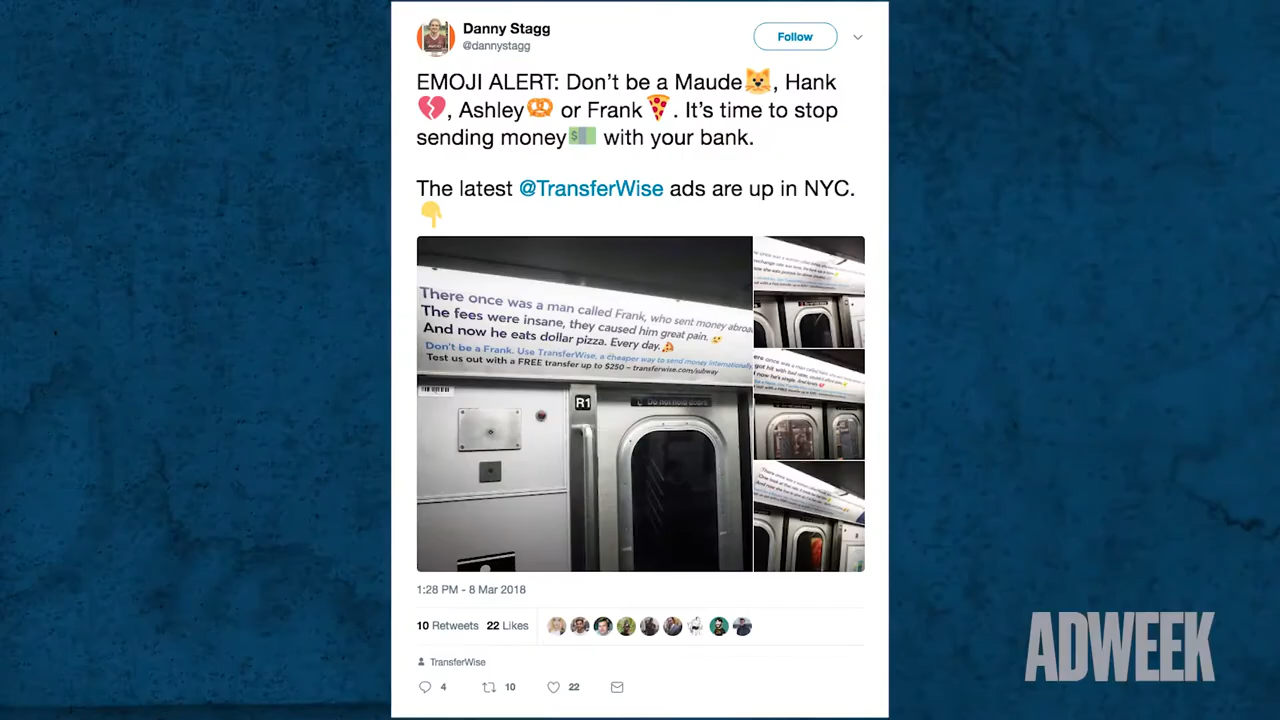 Danny Stagg
@dannystagg
Follow
EMOJI ALERT: Don’t be a Maude😺, Hank
💔, Ashley🥨 or Frank🍕. It’s time to stop
sending money💵 with your bank.
The latest @TransferWise ads are up in NYC.
👇
There once was a man called Frank, who sent money abroa
The fees were insane, they caused him great pain.
And now he eats dollar pizza. Every day. 🍕
Don't be a Frank. Use TransferWise, a cheaper way to send money internationally.
Test us out with a FREE transfer up to $250 – transferwise.com/subway
R1
Do not hold doors
1:28 PM - 8 Mar 2018
10 Retweets 22 Likes
TransferWise
4 10 22
ADWEEK